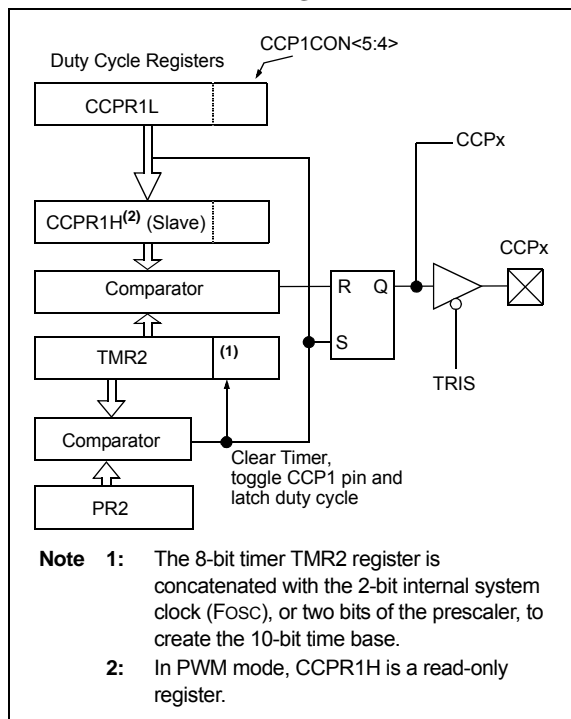 CCP1CON<5:4>
Duty Cycle Registers
CCPR1L
CCPx
CCPR1H(2) (Slave)
CCPx
Comparator
R Q
TMR2
(1)
S
TRIS
Comparator
Clear Timer,
toggle CCP1 pin and
latch duty cycle
PR2
Note 1: The 8-bit timer TMR2 register is
concatenated with the 2-bit internal system
clock (FOSC), or two bits of the prescaler, to
create the 10-bit time base.
2: In PWM mode, CCPR1H is a read-only
register.